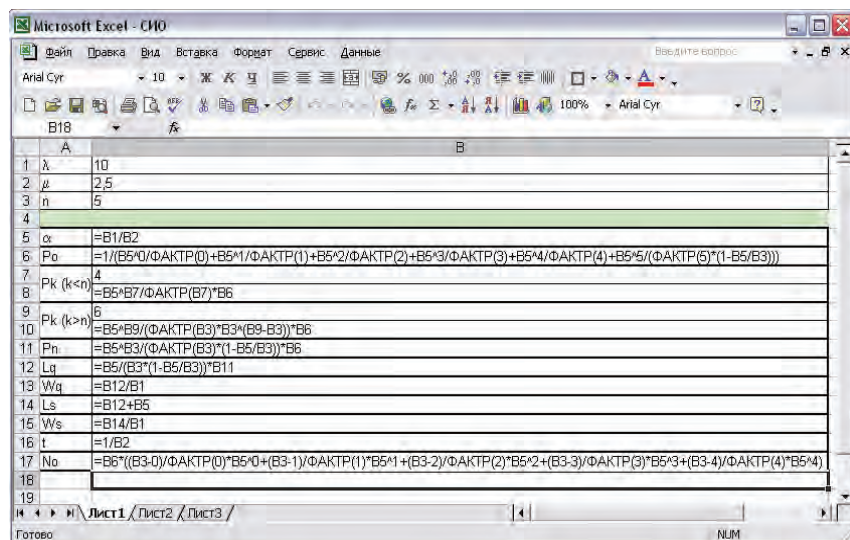 Microsoft Excel - СИО
Файл Правка Вид Вставка Формат Сервис Данные Введите вопрос
Arial Cyr 10 Ж К Ч % 000
100% Arial Cyr
B18 fx
A B
1 λ 10
2 μ 2,5
3 n 5
4
5 α =B1/B2
6 Po =1/(B5^0/ФАКТР(0)+B5^1/ФАКТР(1)+B5^2/ФАКТР(2)+B5^3/ФАКТР(3)+B5^4/ФАКТР(4)+B5^5/(ФАКТР(5)*(1-B5/B3)))
7 Pk (k<n) 4
8 =B5^B7/ФАКТР(B7)*B6
9 Pk (k>n) 6
10 =B5^B9/(ФАКТР(B3)*B3^(B9-B3))*B6
11 Pn =B5^B3/(ФАКТР(B3)*(1-B5/B3))*B6
12 Lq =B5/(B3*(1-B5/B3))*B11
13 Wq =B12/B1
14 Ls =B12+B5
15 Ws =B14/B1
16 t =1/B2
17 No =B6*((B3-0)/ФАКТР(0)*B5^0+(B3-1)/ФАКТР(1)*B5^1+(B3-2)/ФАКТР(2)*B5^2+(B3-3)/ФАКТР(3)*B5^3+(B3-4)/ФАКТР(4)*B5^4)
18
19
Лист1 Лист2 Лист3
Готово NUM